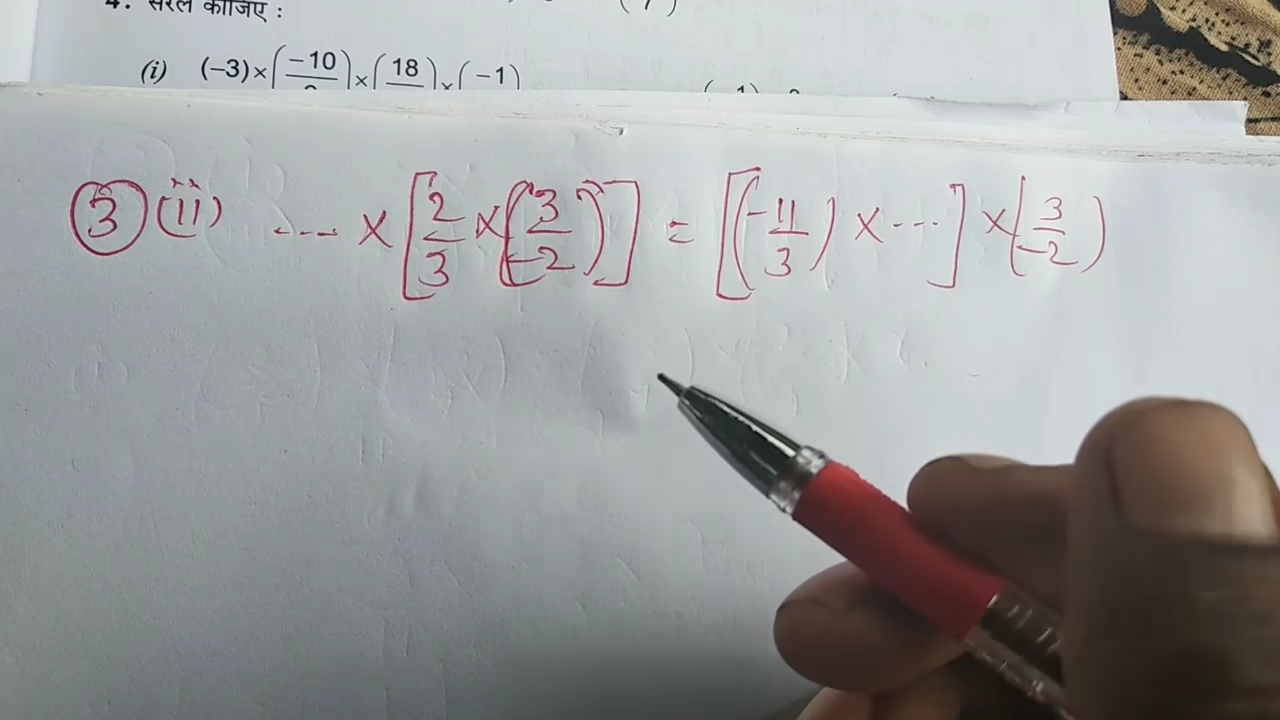 4. सरल कीजिए :
(i) (–3)×(–10/ )×(18/ )×(–1)
③ (ii) ... × [2/3 × (3/-2)] = [(-11/3) × ...] × (3/-2)